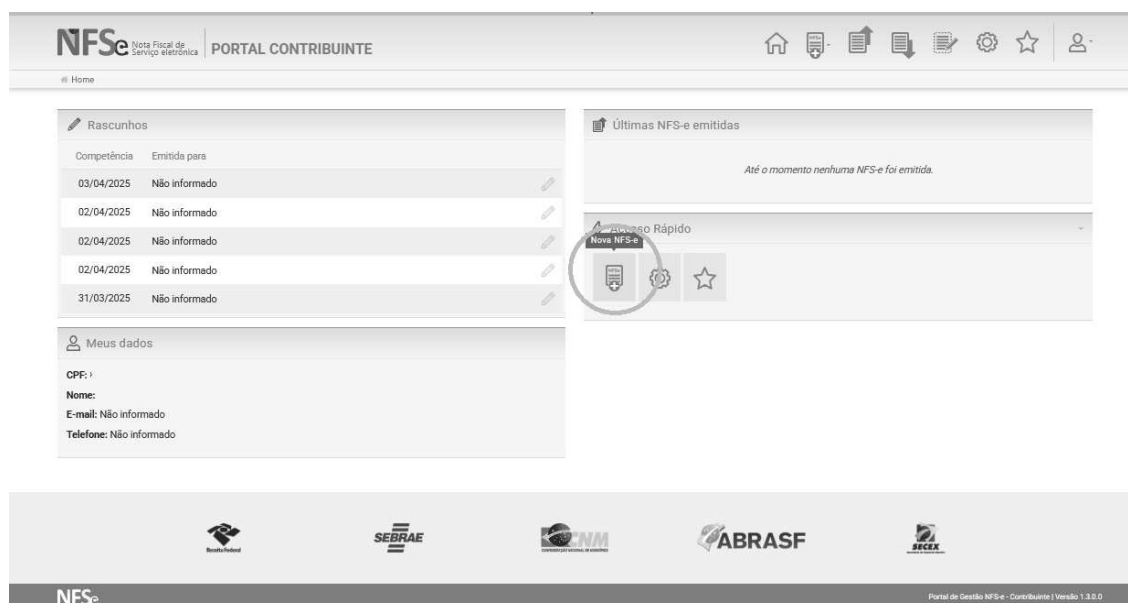 NFSe Nota Fiscal de
Serviço eletrônica
PORTAL CONTRIBUINTE
Home
Rascunhos
Competência Emitida para
03/04/2025 Não informado
02/04/2025 Não informado
02/04/2025 Não informado
02/04/2025 Não informado
31/03/2025 Não informado
Meus dados
CPF:
Nome:
E-mail: Não informado
Telefone: Não informado
Últimas NFS-e emitidas
Até o momento nenhuma NFS-e foi emitida.
Acesso Rápido
Nova NFS-e
Receita Federal
SEBRAE
CNM
ABRASF
SECEX
NFSe
Portal de Gestão NFS-e - Contribuinte | Versão 1.3.0.0